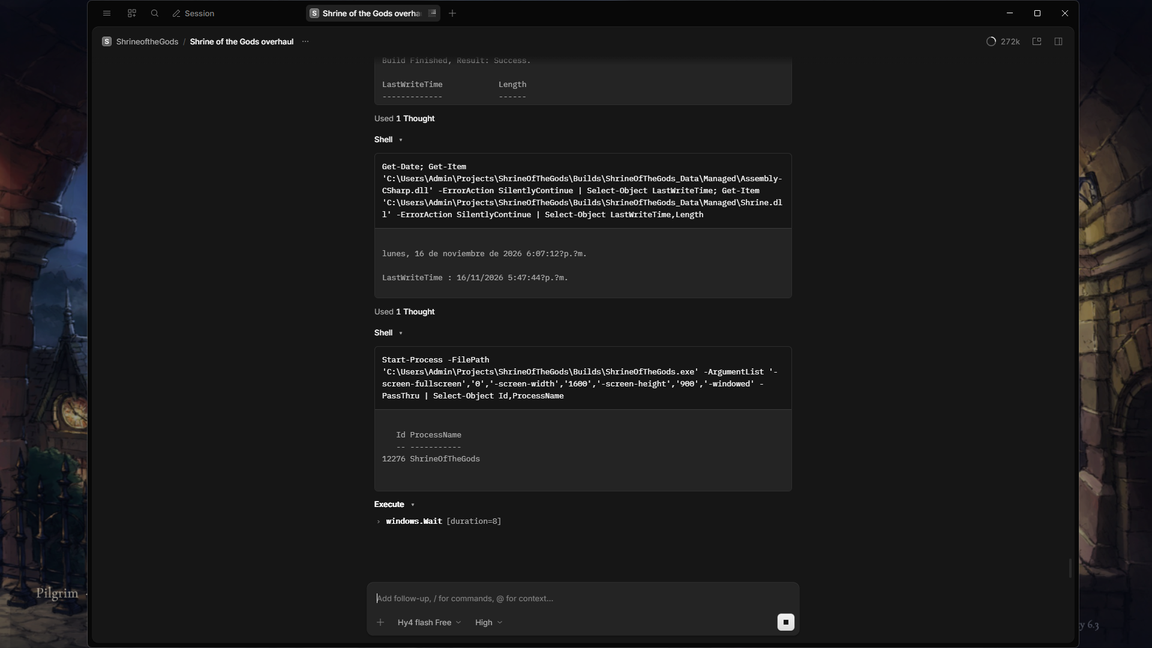 Session
S Shrine of the Gods overha
S ShrineoftheGods / Shrine of the Gods overhaul ...
272k
Build Finished, Result: Success.
LastWriteTime Length
------------- ------
Used 1 Thought
Shell
Get-Date; Get-Item
'C:\Users\Admin\Projects\ShrineOfTheGods\Builds\ShrineOfTheGods_Data\Managed\Assembly-
CSharp.dll' -ErrorAction SilentlyContinue | Select-Object LastWriteTime; Get-Item
'C:\Users\Admin\Projects\ShrineOfTheGods\Builds\ShrineOfTheGods_Data\Managed\Shrine.dl
l' -ErrorAction SilentlyContinue | Select-Object LastWriteTime,Length
lunes, 16 de noviembre de 2026 6:07:12?p.?m.
LastWriteTime : 16/11/2026 5:47:44?p.?m.
Used 1 Thought
Shell
Start-Process -FilePath
'C:\Users\Admin\Projects\ShrineOfTheGods\Builds\ShrineOfTheGods.exe' -ArgumentList '-
screen-fullscreen','0','-screen-width','1600','-screen-height','900','-windowed' -
PassThru | Select-Object Id,ProcessName
Id ProcessName
-- -----------
12276 ShrineOfTheGods
Execute
windows.Wait [duration=8]
Add follow-up, / for commands, @ for context...
Hy4 flash Free High
Pilgrim
y 6.3